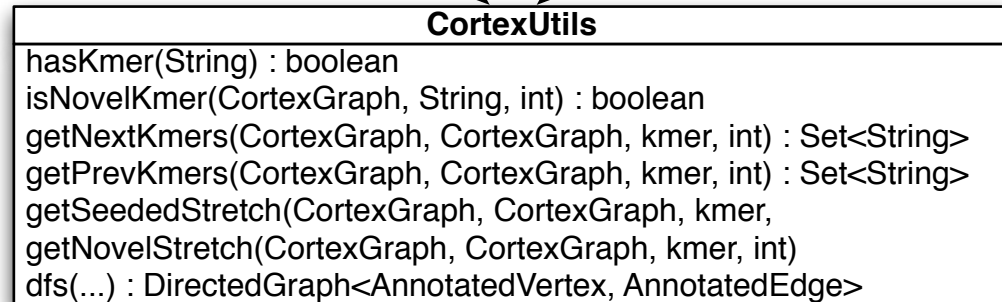 CortexUtils
hasKmer(String) : boolean
isNovelKmer(CortexGraph, String, int) : boolean
getNextKmers(CortexGraph, CortexGraph, kmer, int) : Set<String>
getPrevKmers(CortexGraph, CortexGraph, kmer, int) : Set<String>
getSeededStretch(CortexGraph, CortexGraph, kmer,
getNovelStretch(CortexGraph, CortexGraph, kmer, int)
dfs(...) : DirectedGraph<AnnotatedVertex, AnnotatedEdge>